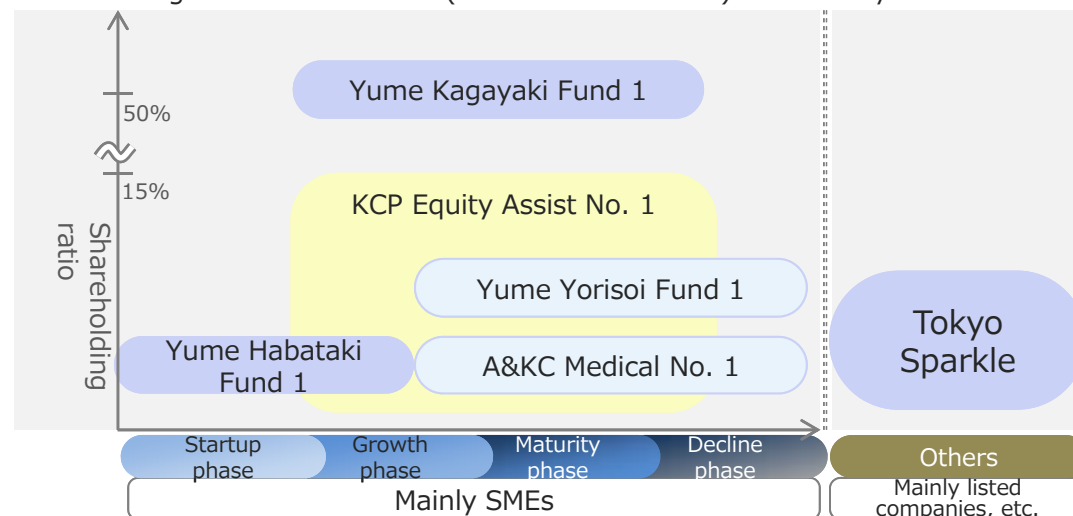 Yume Kagayaki Fund 1
50%
15%
KCP Equity Assist No. 1
Shareholding
ratio
Yume Yorisoi Fund 1
Tokyo
Sparkle
Yume Habataki
Fund 1
A&KC Medical No. 1
Startup
phase
Growth
phase
Maturity
phase
Decline
phase
Others
Mainly SMEs
Mainly listed
companies, etc.